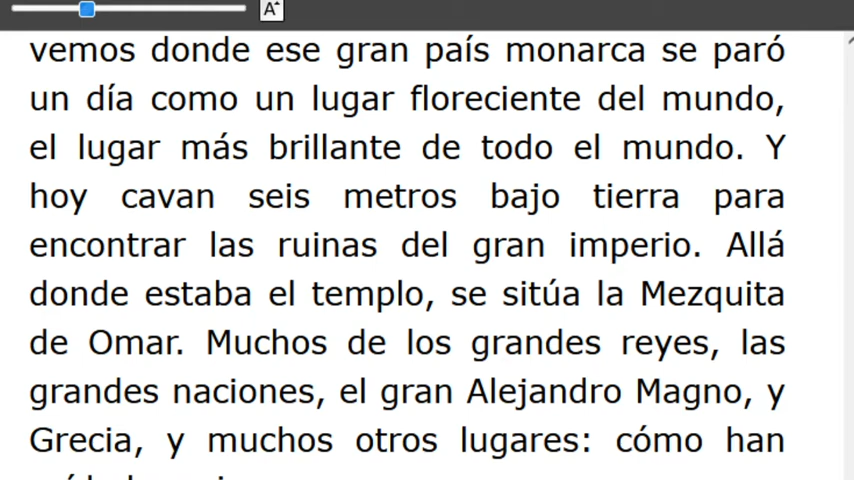 A
vemos donde ese gran país monarca se paró
un día como un lugar floreciente del mundo,
el lugar más brillante de todo el mundo. Y
hoy cavan seis metros bajo tierra para
encontrar las ruinas del gran imperio. Allá
donde estaba el templo, se sitúa la Mezquita
de Omar. Muchos de los grandes reyes, las
grandes naciones, el gran Alejandro Magno, y
Grecia, y muchos otros lugares: cómo han